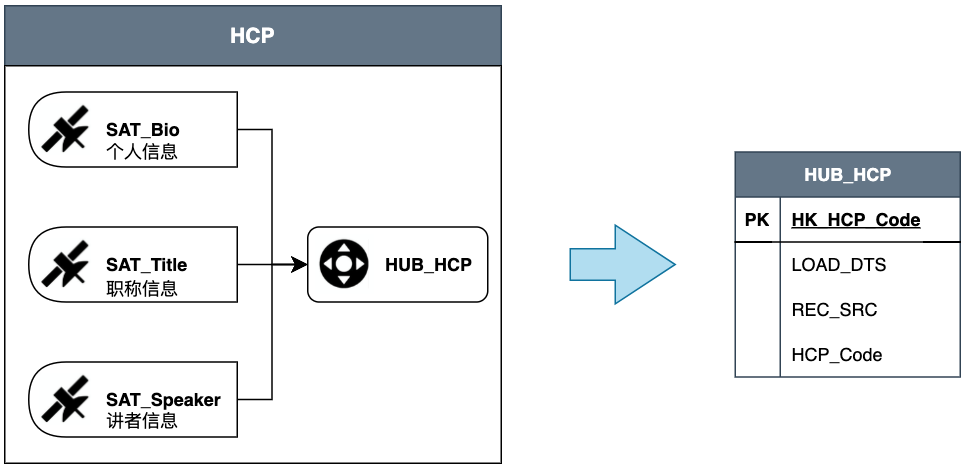 HCP
SAT_Bio
个人信息
SAT_Title
职称信息
SAT_Speaker
讲者信息
HUB_HCP
HUB_HCP
PK HK_HCP_Code
LOAD_DTS
REC_SRC
HCP_Code